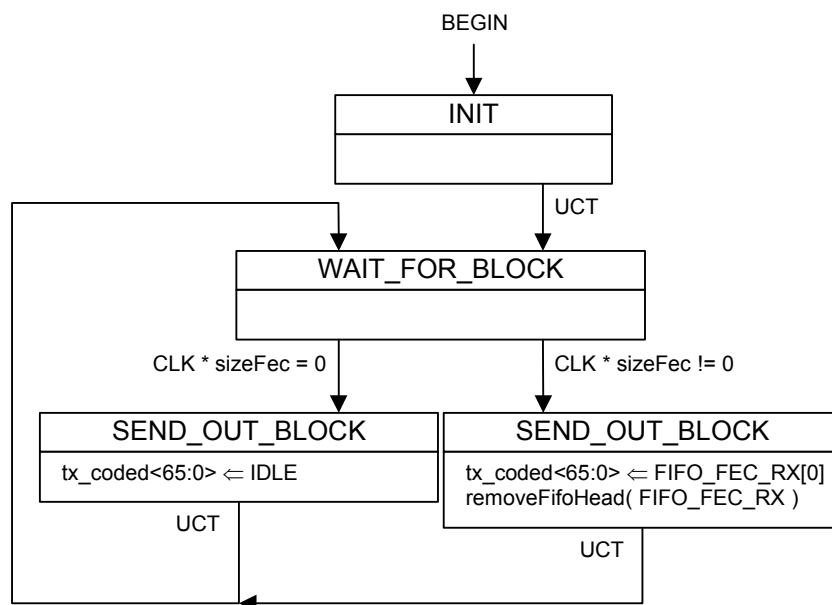 BEGIN
INIT
UCT
WAIT_FOR_BLOCK
CLK * sizeFec = 0
CLK * sizeFec != 0
SEND_OUT_BLOCK
tx_coded<65:0> ⇐ IDLE
UCT
SEND_OUT_BLOCK
tx_coded<65:0> ⇐ FIFO_FEC_RX[0]
removeFifoHead( FIFO_FEC_RX )
UCT